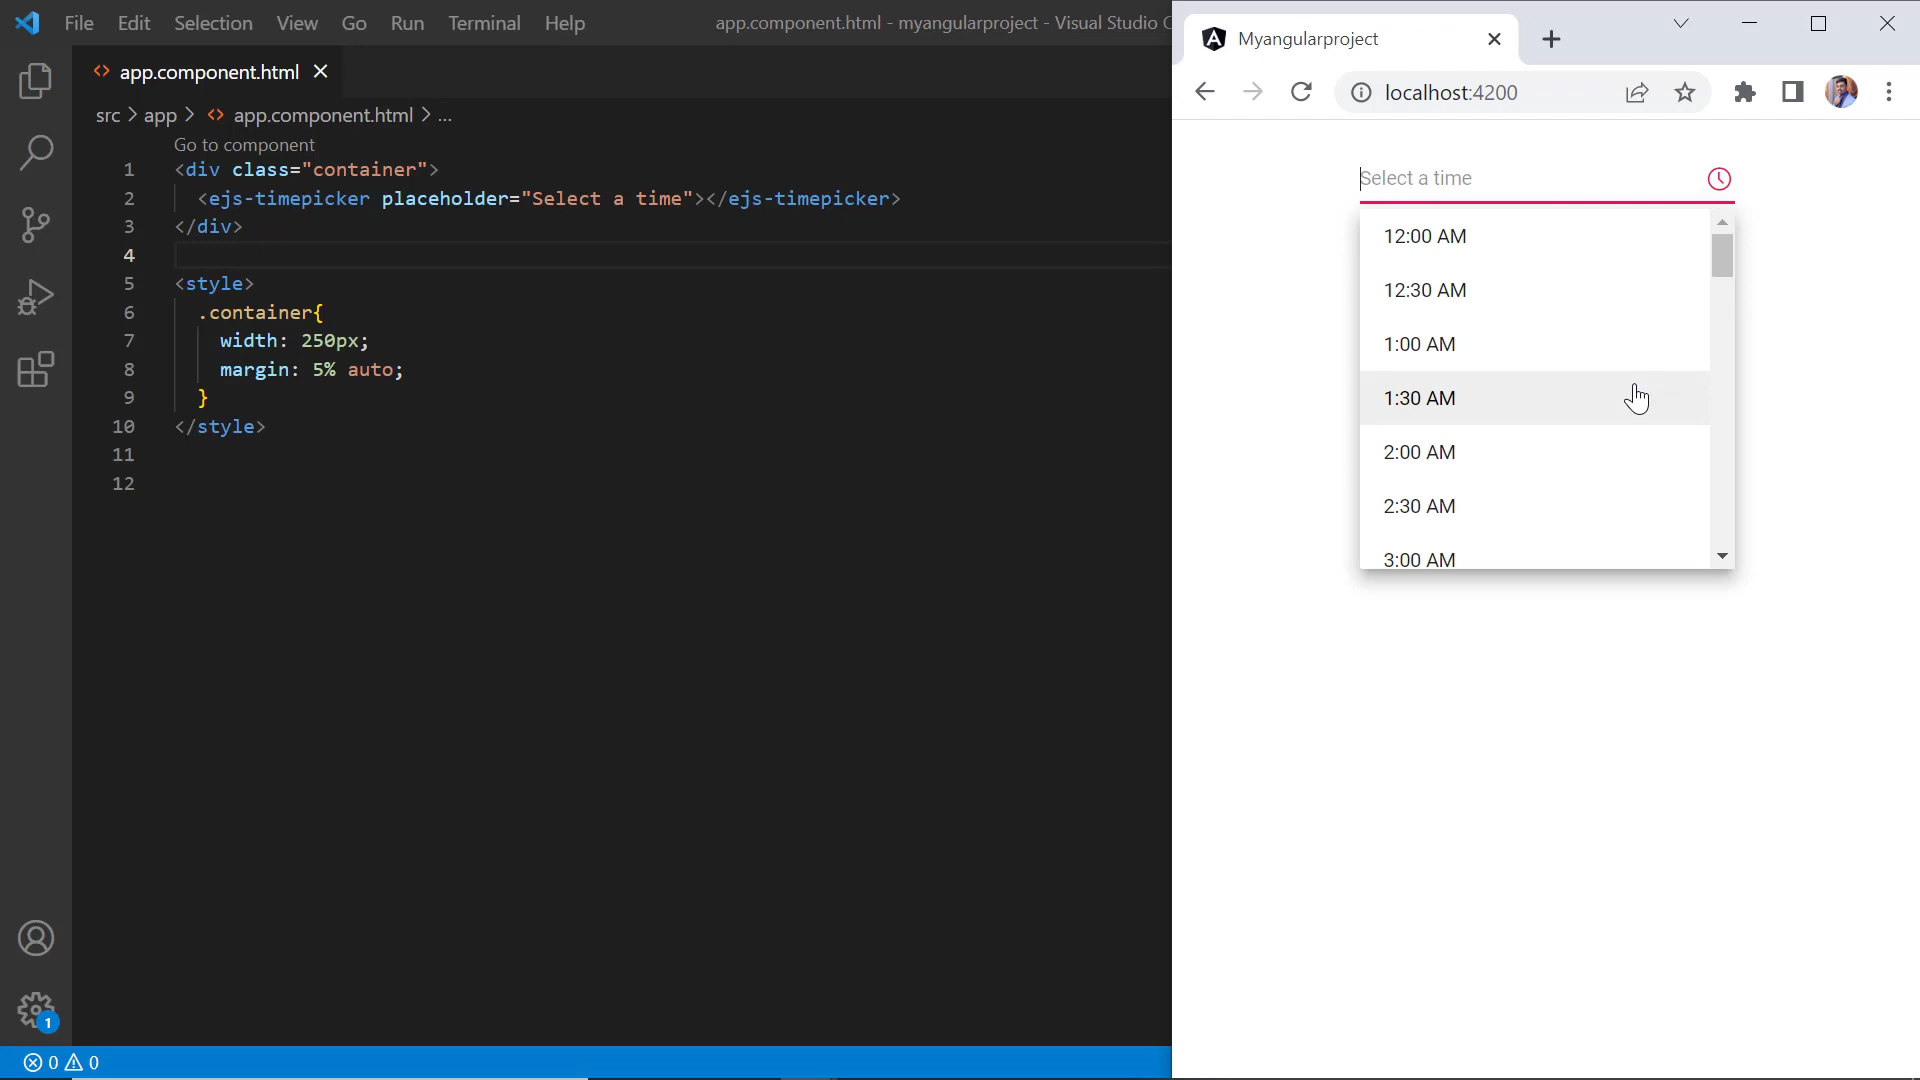 File Edit Selection View Go Run Terminal Help
app.component.html - myangularproject - Visual Studio
app.component.html
src > app > app.component.html > ...
Go to component
1 <div class="container">
2 <ejs-timepicker placeholder="Select a time"></ejs-timepicker>
3 </div>
4
5 <style>
6 .container{
7 width: 250px;
8 margin: 5% auto;
9 }
10 </style>
11
12
1
0 0
Myangularproject
localhost:4200
Select a time
12:00 AM
12:30 AM
1:00 AM
1:30 AM
2:00 AM
2:30 AM
3:00 AM